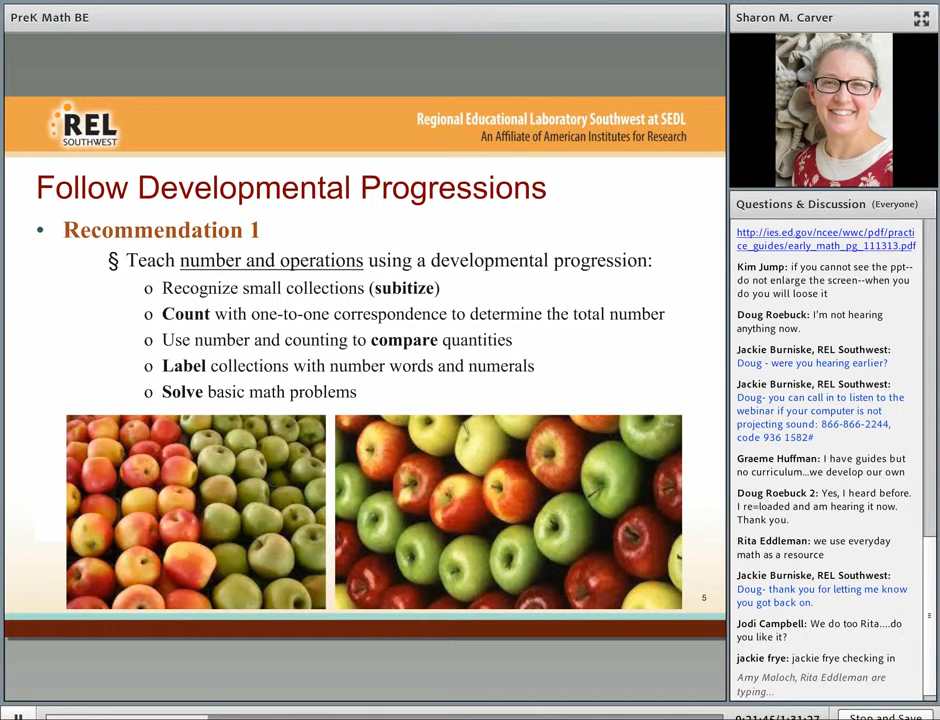 PreK Math BE
Sharon M. Carver
REL
SOUTHWEST
Regional Educational Laboratory Southwest at SEDL
An Affiliate of American Institutes for Research
Follow Developmental Progressions
• Recommendation 1
§ Teach number and operations using a developmental progression:
o Recognize small collections (subitize)
o Count with one-to-one correspondence to determine the total number
o Use number and counting to compare quantities
o Label collections with number words and numerals
o Solve basic math problems
5
Questions & Discussion (Everyone)
http://ies.ed.gov/ncee/wwc/pdf/practi
ce_guides/early_math_pg_111313.pdf
Kim Jump: if you cannot see the ppt--
do not enlarge the screen--when you
do you will loose it
Doug Roebuck: I'm not hearing
anything now.
Jackie Burniske, REL Southwest:
Doug - were you hearing earlier?
Jackie Burniske, REL Southwest:
Doug- you can call in to listen to the
webinar if your computer is not
projecting sound: 866-866-2244,
code 936 1582#
Graeme Huffman: I have guides but
no curriculum...we develop our own
Doug Roebuck 2: Yes, I heard before.
I re=loaded and am hearing it now.
Thank you.
Rita Eddleman: we use everyday
math as a resource
Jackie Burniske, REL Southwest:
Doug- thank you for letting me know
you got back on.
Jodi Campbell: We do too Rita....do
you like it?
jackie frye: jackie frye checking in
Amy Maloch, Rita Eddleman are
typing...
0:21:46/1:31:27
Stop and Save